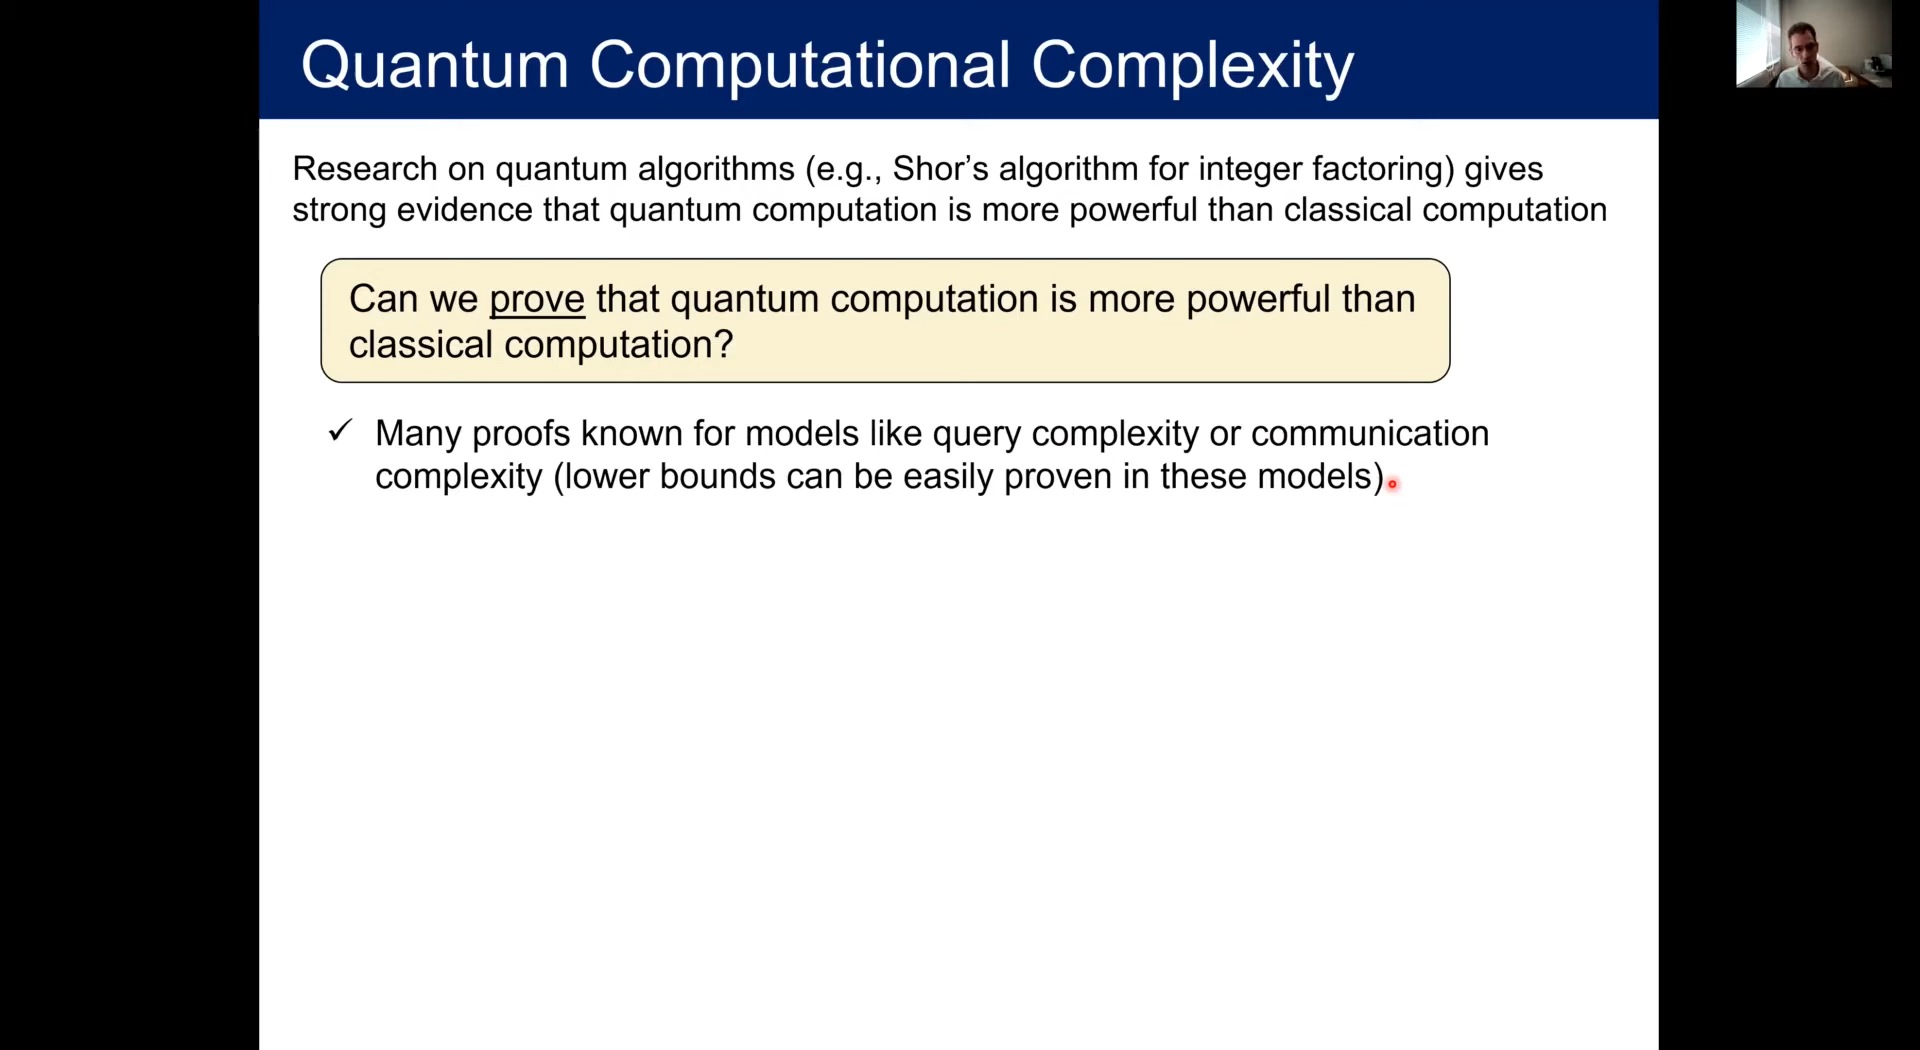 Quantum Computational Complexity
Research on quantum algorithms (e.g., Shor’s algorithm for integer factoring) gives
strong evidence that quantum computation is more powerful than classical computation
Can we prove that quantum computation is more powerful than
classical computation?
✓ Many proofs known for models like query complexity or communication
complexity (lower bounds can be easily proven in these models)